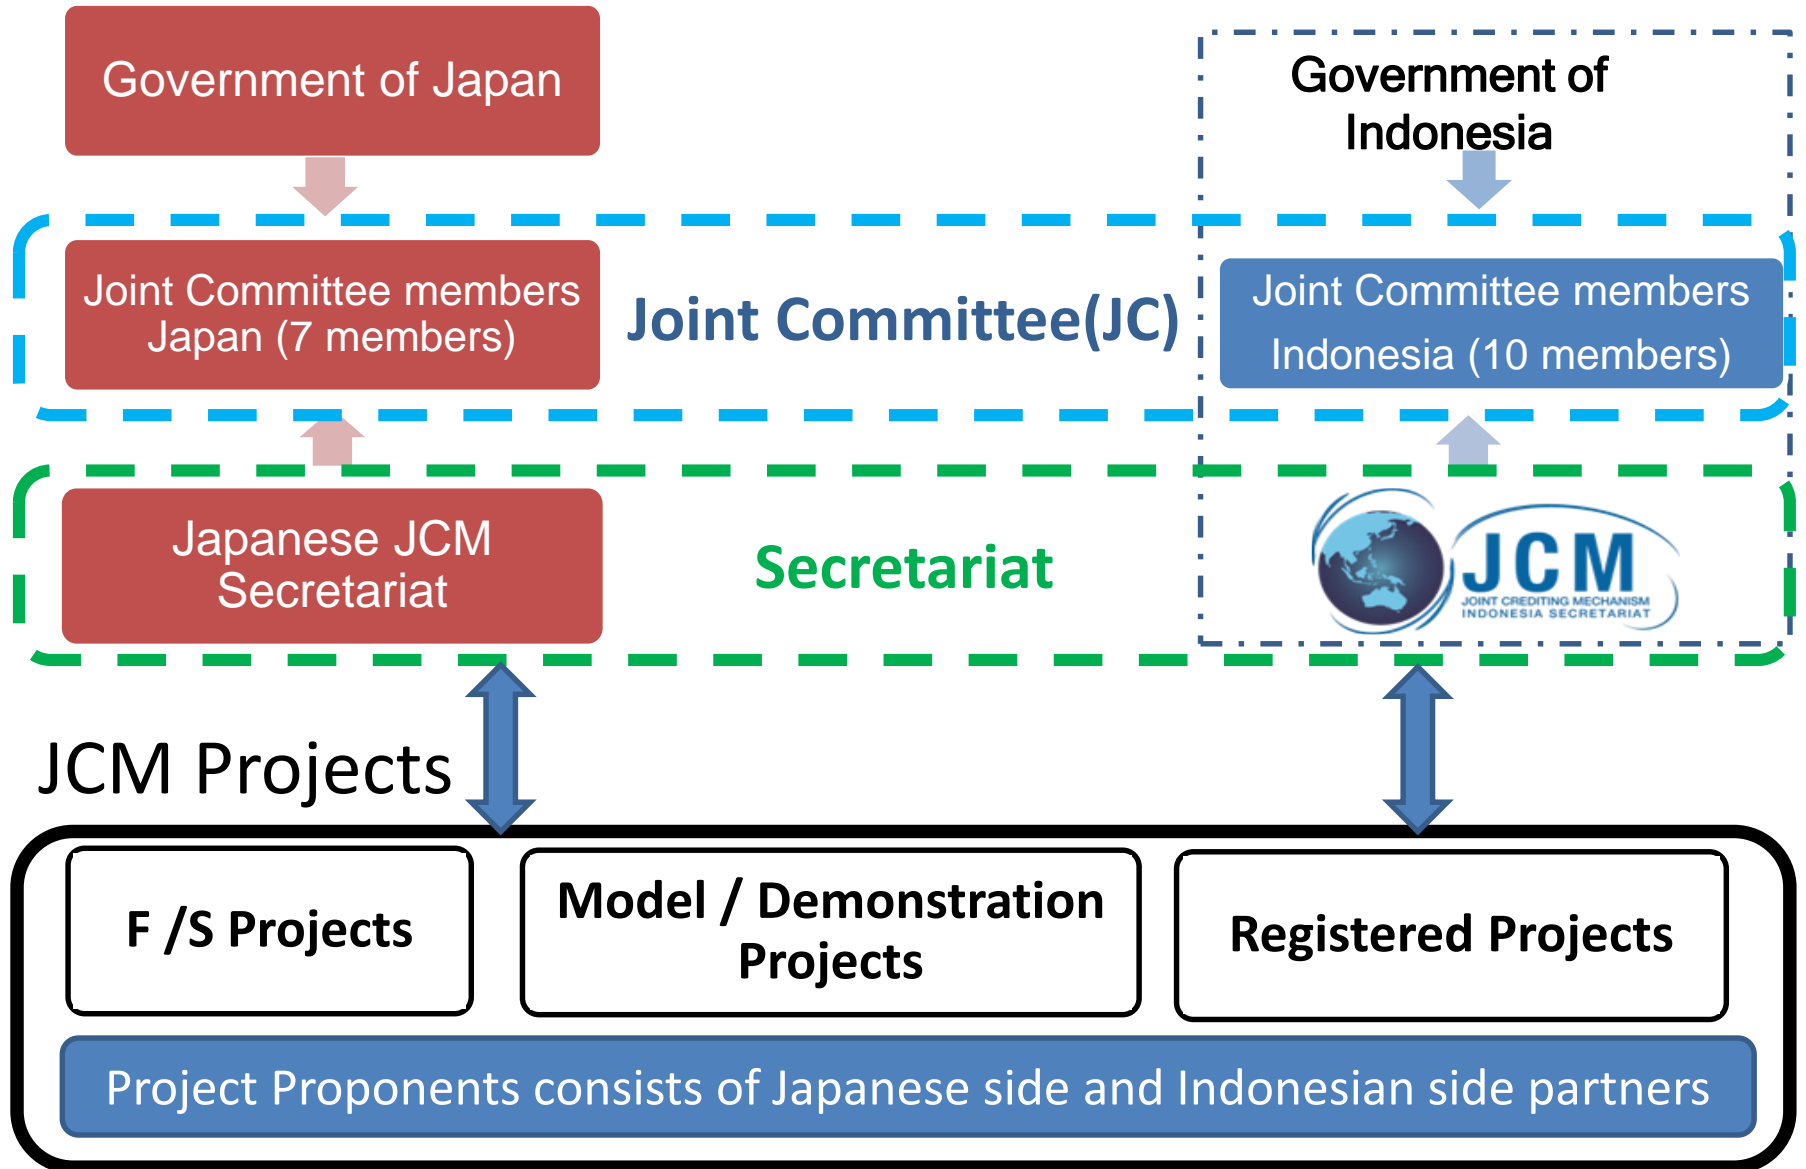 Government of Japan
Government of
Indonesia
Joint Committee members
Japan (7 members)
Joint Committee(JC)
Joint Committee members
Indonesia (10 members)
Japanese JCM
Secretariat
Secretariat
JCM
JOINT CREDITING MECHANISM
INDONESIA SECRETARIAT
JCM Projects
F /S Projects
Model / Demonstration
Projects
Registered Projects
Project Proponents consists of Japanese side and Indonesian side partners